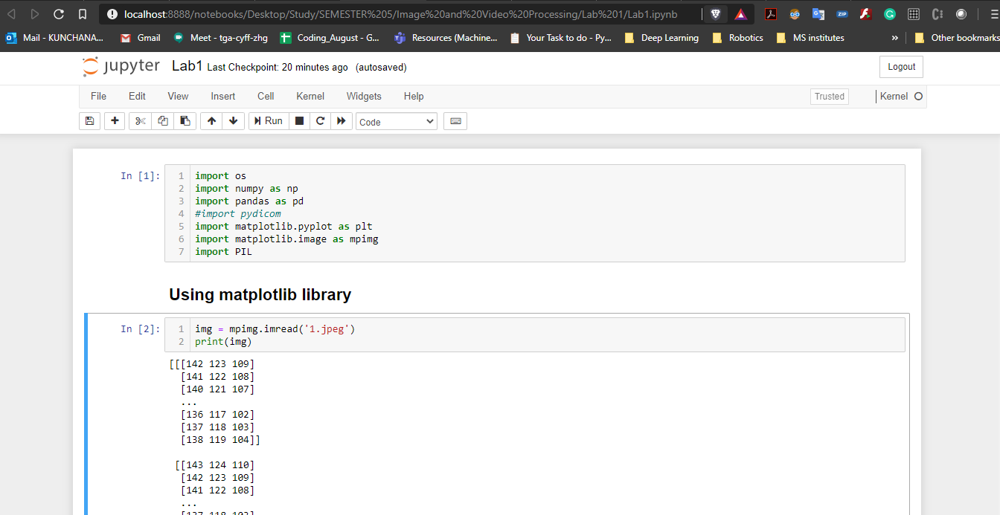 localhost:8888/notebooks/Desktop/Study/SEMESTER%205/Image%20and%20Video%20Processing/Lab%201/Lab1.ipynb
ZIP
Mail - KUNCHANA... Gmail Meet - tga-cyff-zhg Coding_August - G... Resources (Machine... Your Task to do - Py... Deep Learning Robotics MS institutes » Other bookmarks
jupyter Lab1 Last Checkpoint: 20 minutes ago (autosaved) Logout
File Edit View Insert Cell Kernel Widgets Help Trusted Kernel
Run Code
In [1]:
1 import os
2 import numpy as np
3 import pandas as pd
4 #import pydicom
5 import matplotlib.pyplot as plt
6 import matplotlib.image as mpimg
7 import PIL
Using matplotlib library
In [2]:
1 img = mpimg.imread('1.jpeg')
2 print(img)
[[[142 123 109]
[141 122 108]
[140 121 107]
...
[136 117 102]
[137 118 103]
[138 119 104]]
[[143 124 110]
[142 123 109]
[141 122 108]
...
[137 118 103]